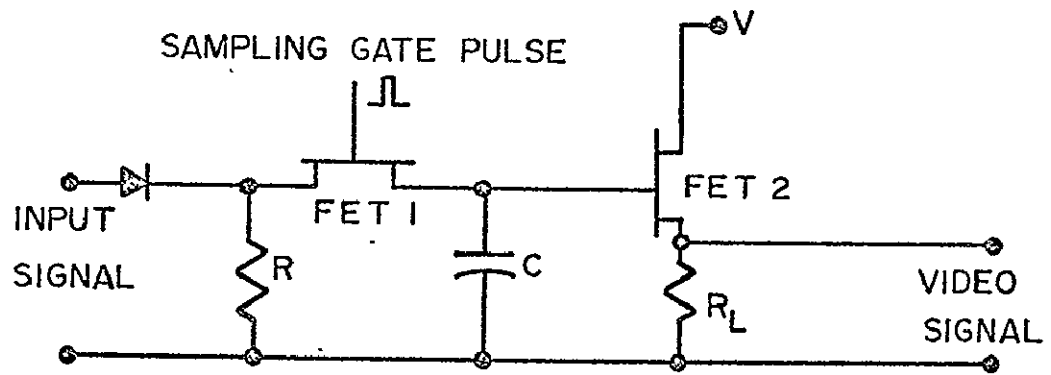 V
SAMPLING GATE PULSE
FET 1
FET 2
INPUT
SIGNAL
R
C
R_L
VIDEO
SIGNAL